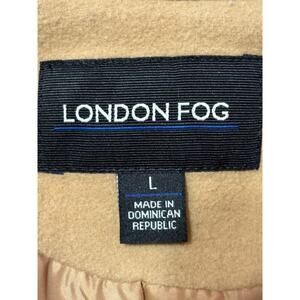 LONDON FOG
L
MADE IN
DOMINICAN
REPUBLIC